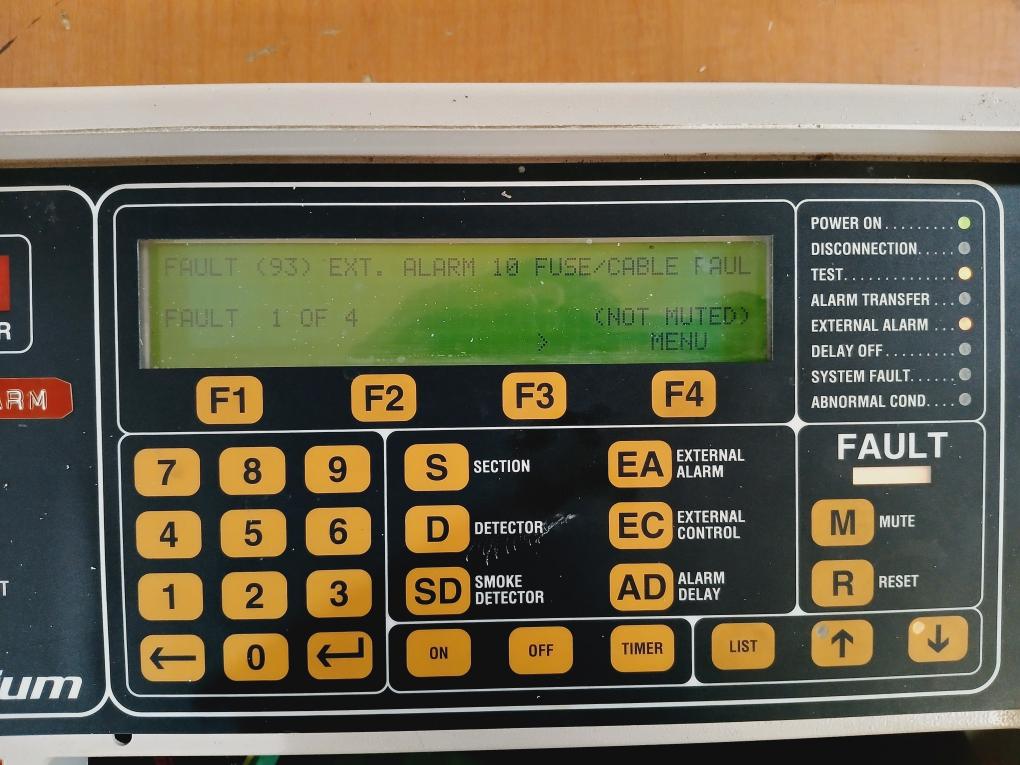 FAULT (93) EXT. ALARM 10 FUSE/CABLE FAUL
FAULT 1 OF 4 (NOT MUTED)
> MENU
F1 F2 F3 F4
POWER ON.........
DISCONNECTION....
TEST.................
ALARM TRANSFER...
EXTERNAL ALARM...
DELAY OFF..........
SYSTEM FAULT......
ABNORMAL COND....
R
ARM
T
ium
7 8 9
4 5 6
1 2 3
← 0 ↵
S SECTION
D DETECTOR
SD SMOKE
DETECTOR
EA EXTERNAL
ALARM
EC EXTERNAL
CONTROL
AD ALARM
DELAY
FAULT
M MUTE
R RESET
ON OFF TIMER
LIST ↑ ↓